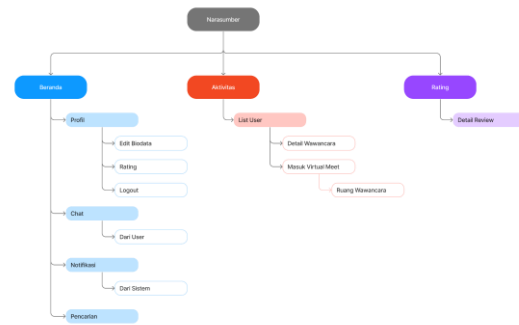 Narasumber
Beranda
Aktivitas
Rating
Profil
List User
Detail Review
Edit Biodata
Detail Wawancara
Rating
Masuk Virtual Meet
Logout
Ruang Wawancara
Chat
Dari User
Notifikasi
Dari Sistem
Pencarian